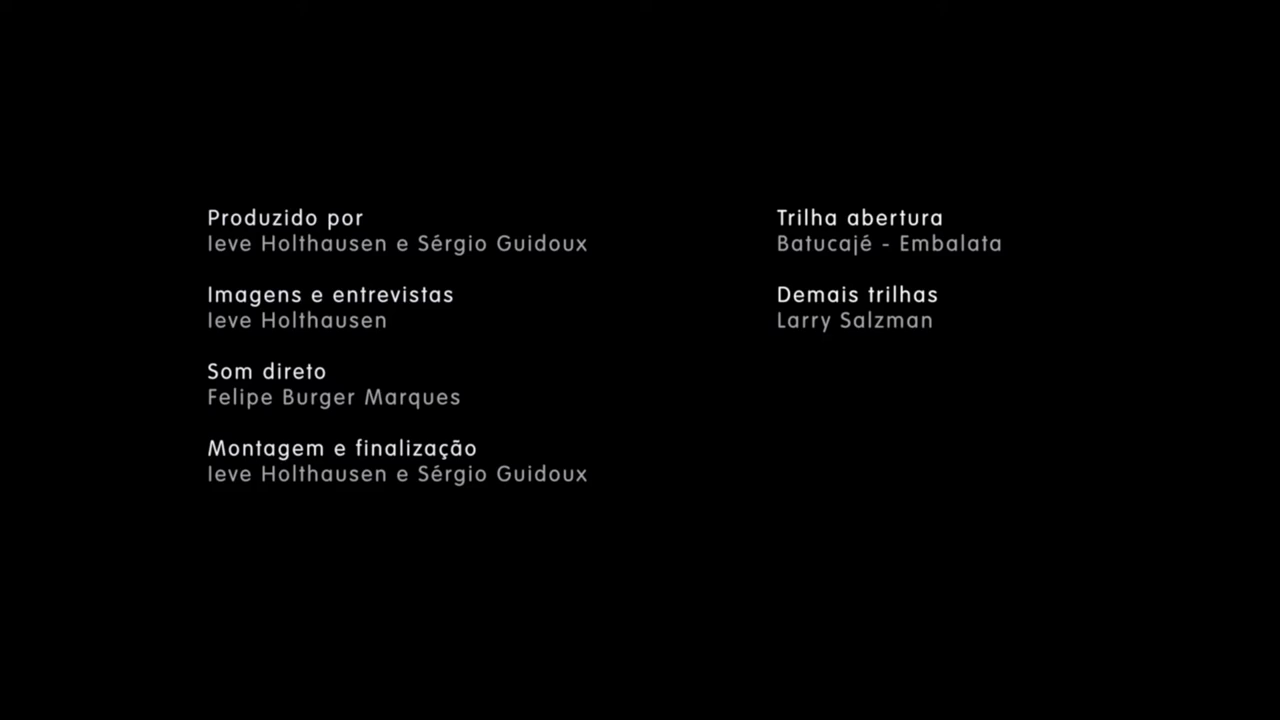 Produzido por
Ieve Holthausen e Sérgio Guidoux
Imagens e entrevistas
Ieve Holthausen
Som direto
Felipe Burger Marques
Montagem e finalização
Ieve Holthausen e Sérgio Guidoux
Trilha abertura
Batucajé - Embalata
Demais trilhas
Larry Salzman